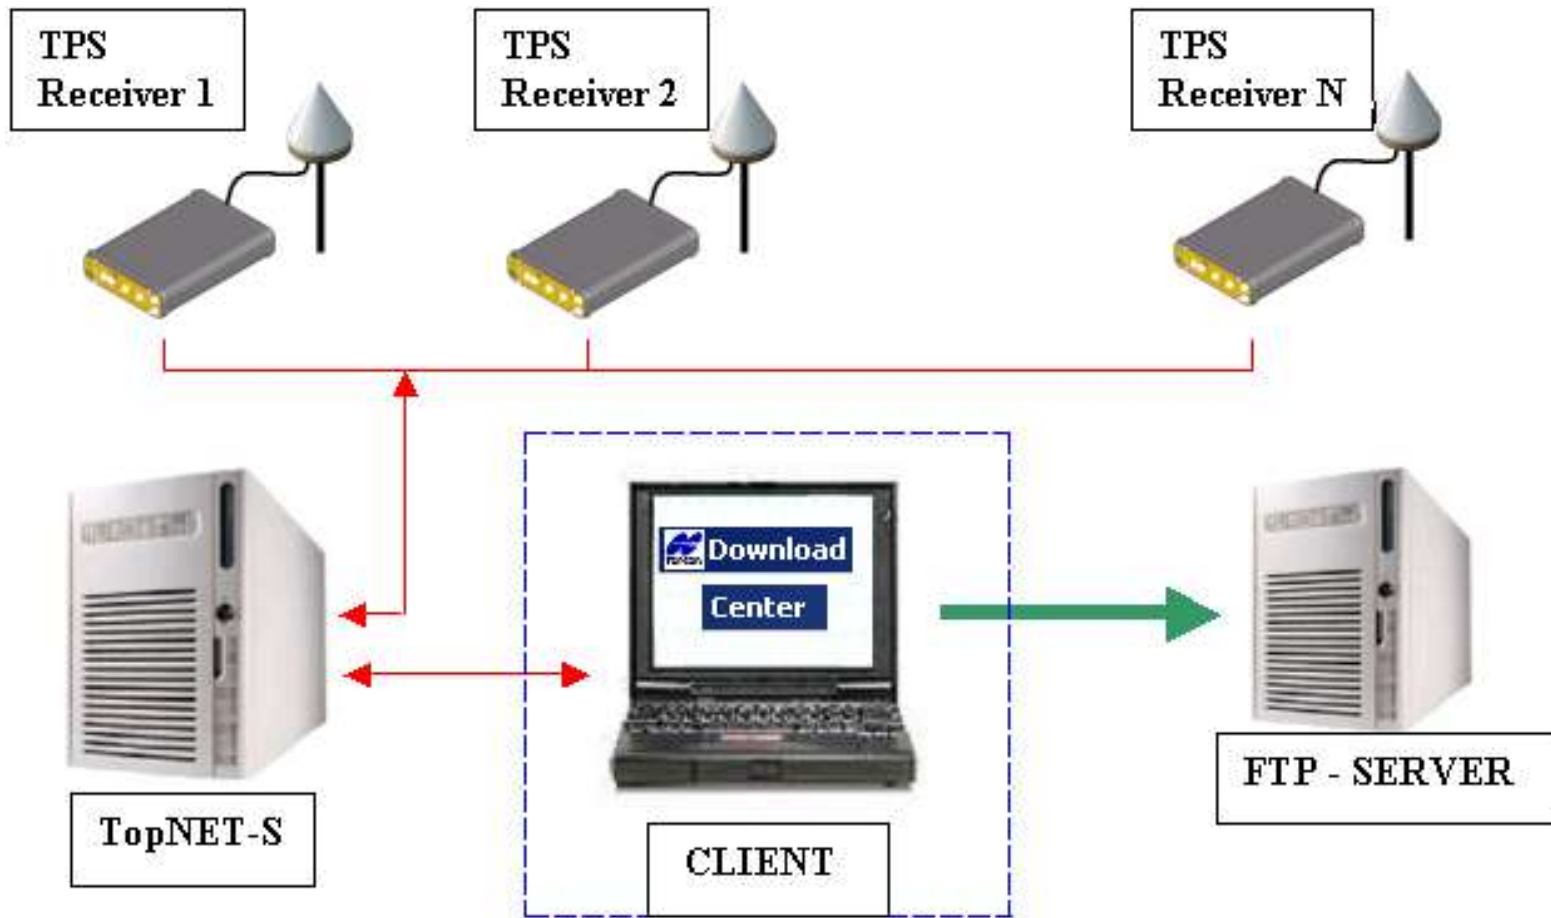 TPS
Receiver 1
TPS
Receiver 2
TPS
Receiver N
Download
Center
TopNET-S
CLIENT
FTP - SERVER